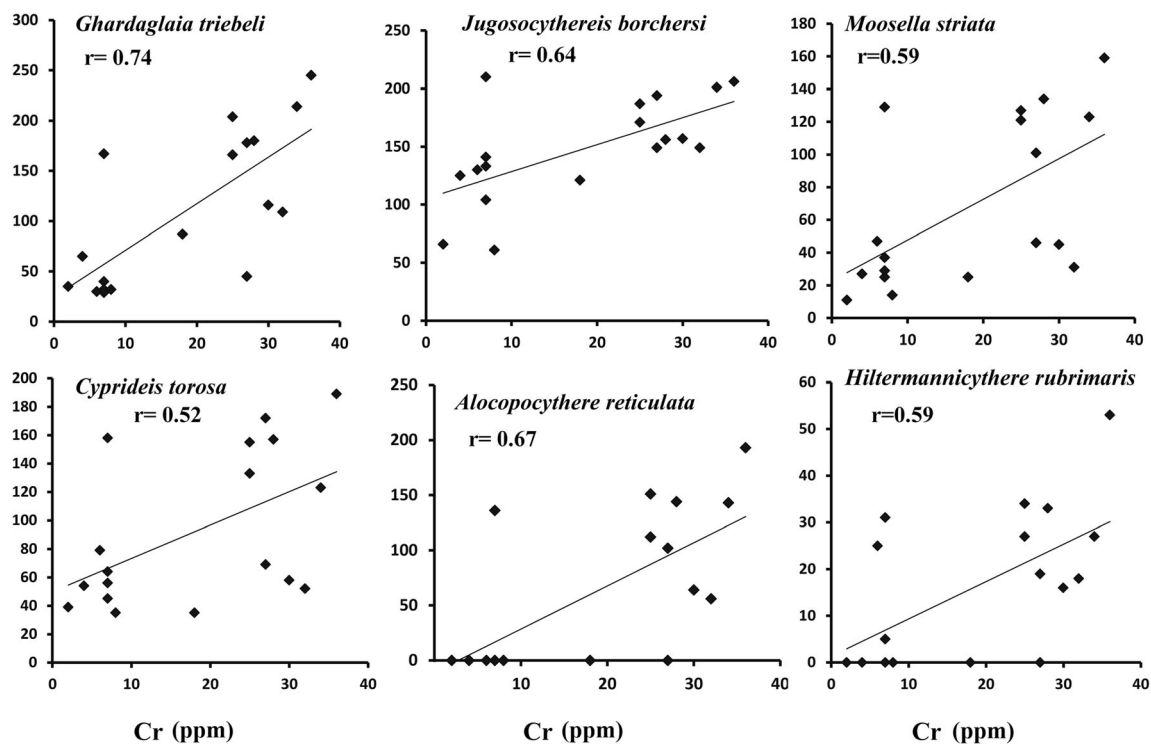 Ghardaglaia triebeli
r= 0.74
300
250
200
150
100
50
0
0 10 20 30 40
Jugosocythereis borchersi
r= 0.64
250
200
150
100
50
0
0 10 20 30 40
Moosella striata
r=0.59
180
160
140
120
100
80
60
40
20
0
0 10 20 30 40
Cyprideis torosa
r= 0.52
200
180
160
140
120
100
80
60
40
20
0
0 10 20 30 40
Cr (ppm)
Alocopocythere reticulata
r= 0.67
250
200
150
100
50
0
0 10 20 30 40
Cr (ppm)
Hiltermannicythere rubrimaris
r=0.59
60
50
40
30
20
10
0
0 10 20 30 40
Cr (ppm)